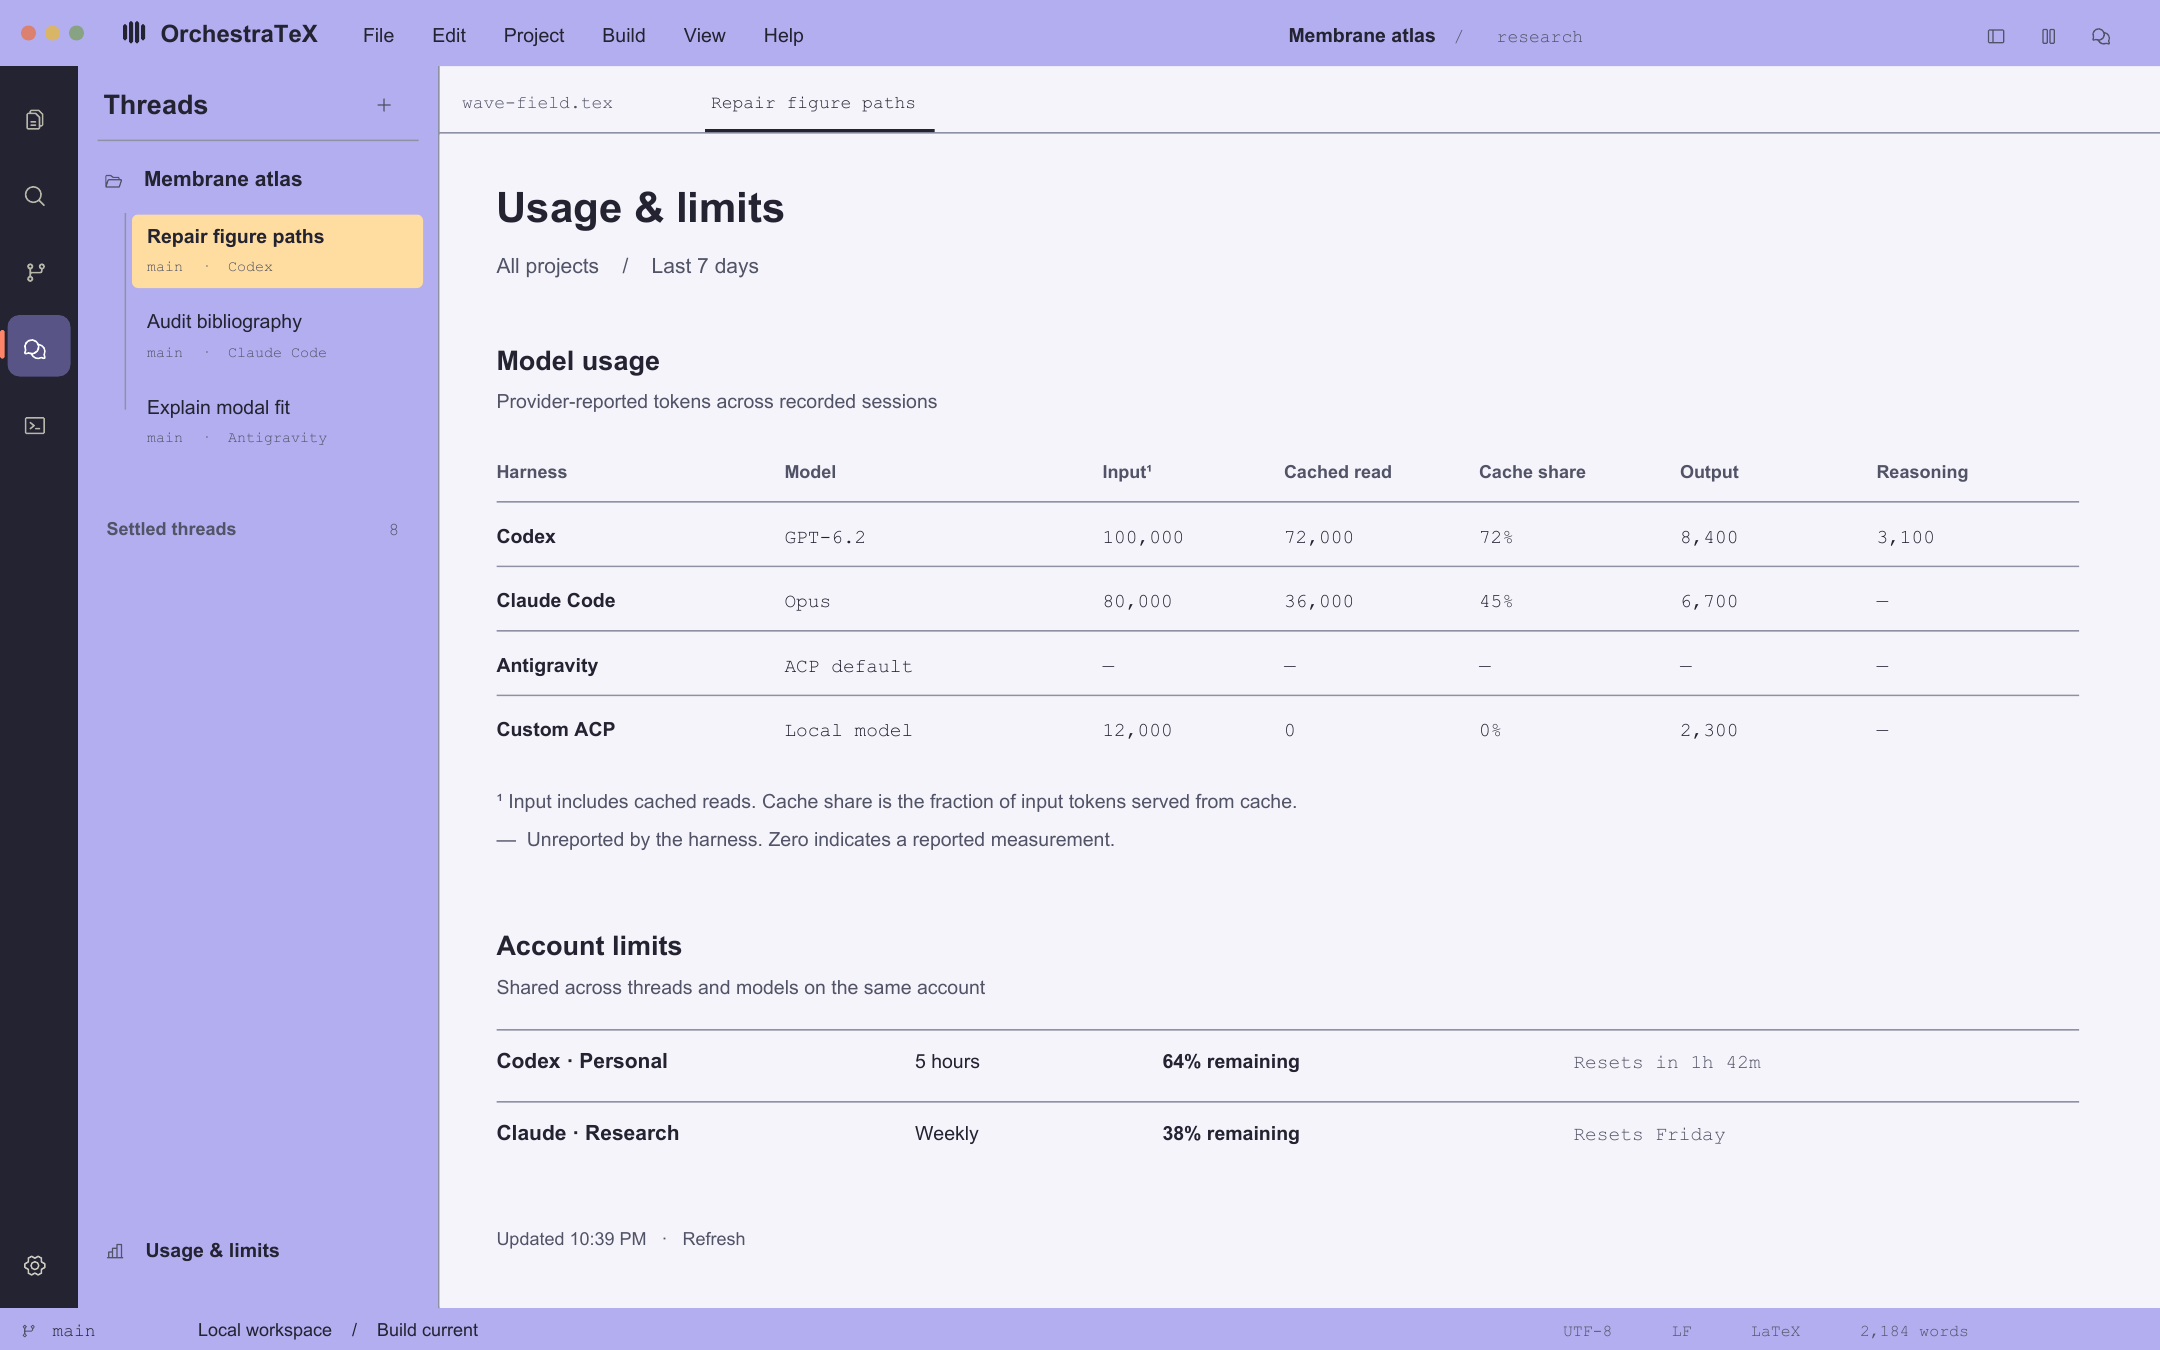 OrchestraTeX File Edit Project Build View Help Membrane atlas / research
Threads +
Membrane atlas
Repair figure paths
main · Codex
Audit bibliography
main · Claude Code
Explain modal fit
main · Antigravity
Settled threads 8
Usage & limits
wave-field.tex Repair figure paths
Usage & limits
All projects / Last 7 days
Model usage
Provider-reported tokens across recorded sessions
Harness Model Input¹ Cached read Cache share Output Reasoning
Codex GPT-6.2 100,000 72,000 72% 8,400 3,100
Claude Code Opus 80,000 36,000 45% 6,700 —
Antigravity ACP default — — — — —
Custom ACP Local model 12,000 0 0% 2,300 —
¹ Input includes cached reads. Cache share is the fraction of input tokens served from cache.
— Unreported by the harness. Zero indicates a reported measurement.
Account limits
Shared across threads and models on the same account
Codex · Personal 5 hours 64% remaining Resets in 1h 42m
Claude · Research Weekly 38% remaining Resets Friday
Updated 10:39 PM · Refresh
main Local workspace / Build current UTF-8 LF LaTeX 2,184 words